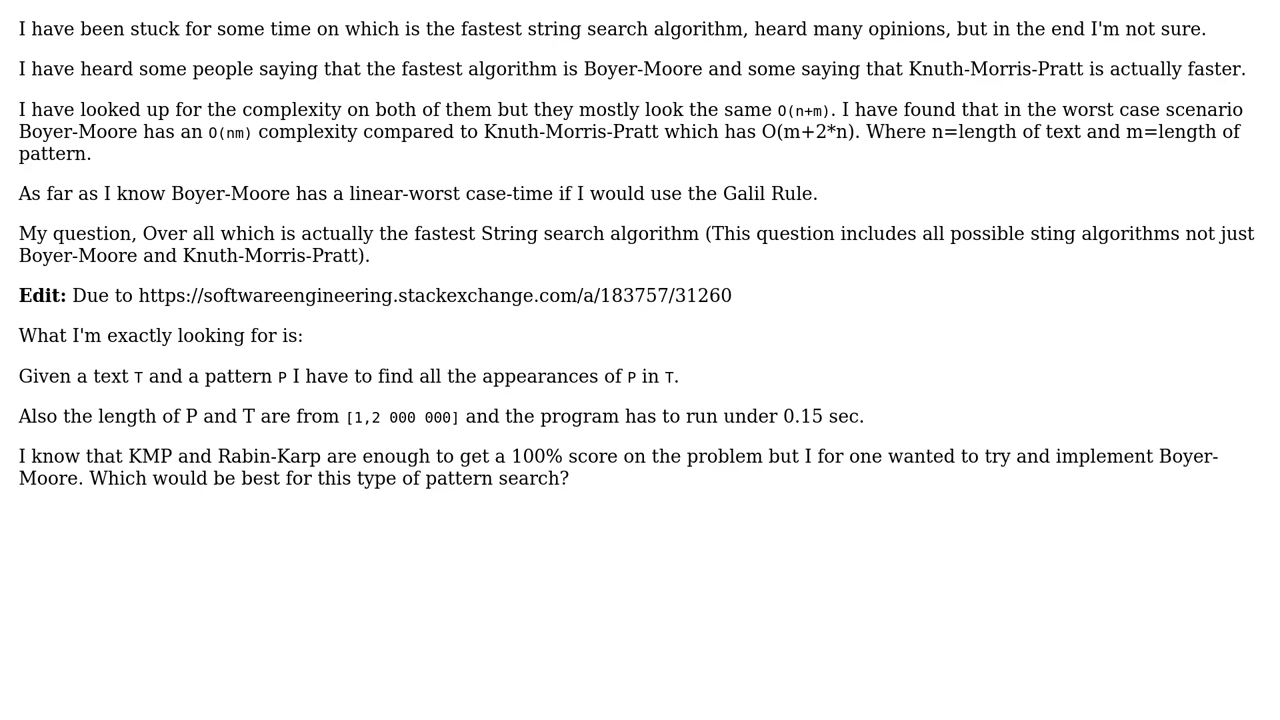 I have been stuck for some time on which is the fastest string search algorithm, heard many opinions, but in the end I'm not sure.
I have heard some people saying that the fastest algorithm is Boyer-Moore and some saying that Knuth-Morris-Pratt is actually faster.
I have looked up for the complexity on both of them but they mostly look the same O(n+m). I have found that in the worst case scenario
Boyer-Moore has an O(nm) complexity compared to Knuth-Morris-Pratt which has O(m+2*n). Where n=length of text and m=length of
pattern.
As far as I know Boyer-Moore has a linear-worst case-time if I would use the Galil Rule.
My question, Over all which is actually the fastest String search algorithm (This question includes all possible sting algorithms not just
Boyer-Moore and Knuth-Morris-Pratt).
Edit: Due to https://softwareengineering.stackexchange.com/a/183757/31260
What I'm exactly looking for is:
Given a text T and a pattern P I have to find all the appearances of P in T.
Also the length of P and T are from [1,2 000 000] and the program has to run under 0.15 sec.
I know that KMP and Rabin-Karp are enough to get a 100% score on the problem but I for one wanted to try and implement Boyer-
Moore. Which would be best for this type of pattern search?